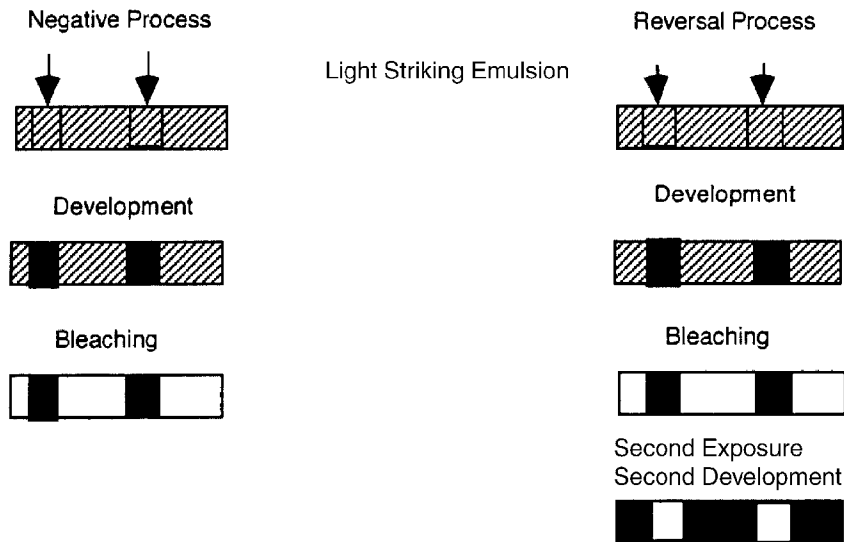 Negative Process
Reversal Process
Light Striking Emulsion
Development
Development
Bleaching
Bleaching
Second Exposure
Second Development